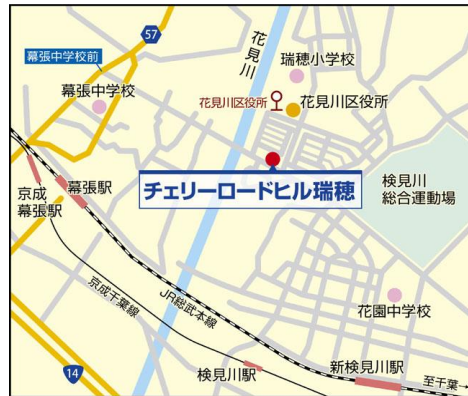 57
幕張中学校前
幕張中学校
花見川
瑞穂小学校
花見川区役所
花見川区役所
チェリーロードヒル瑞穂
幕張駅
京成
幕張駅
検見川
総合運動場
京成千葉線
JR総武本線
花園中学校
14
検見川駅
新検見川駅
至千葉→